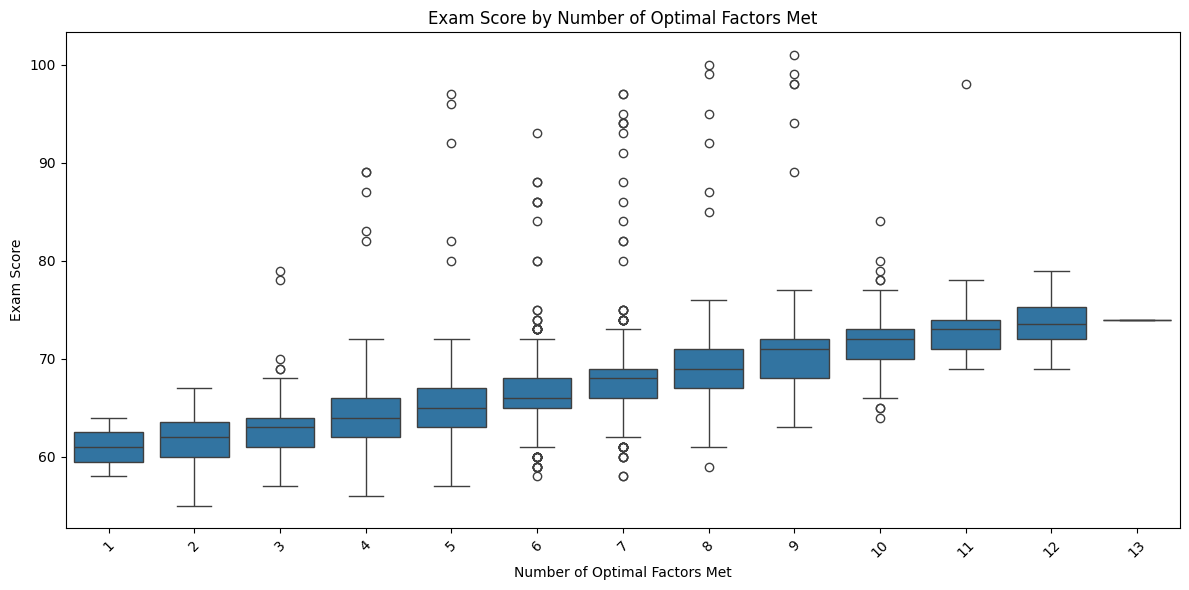 Exam Score by Number of Optimal Factors Met
100
90
80
70
60
Exam Score
1 2 3 4 5 6 7 8 9 10 11 12 13
Number of Optimal Factors Met